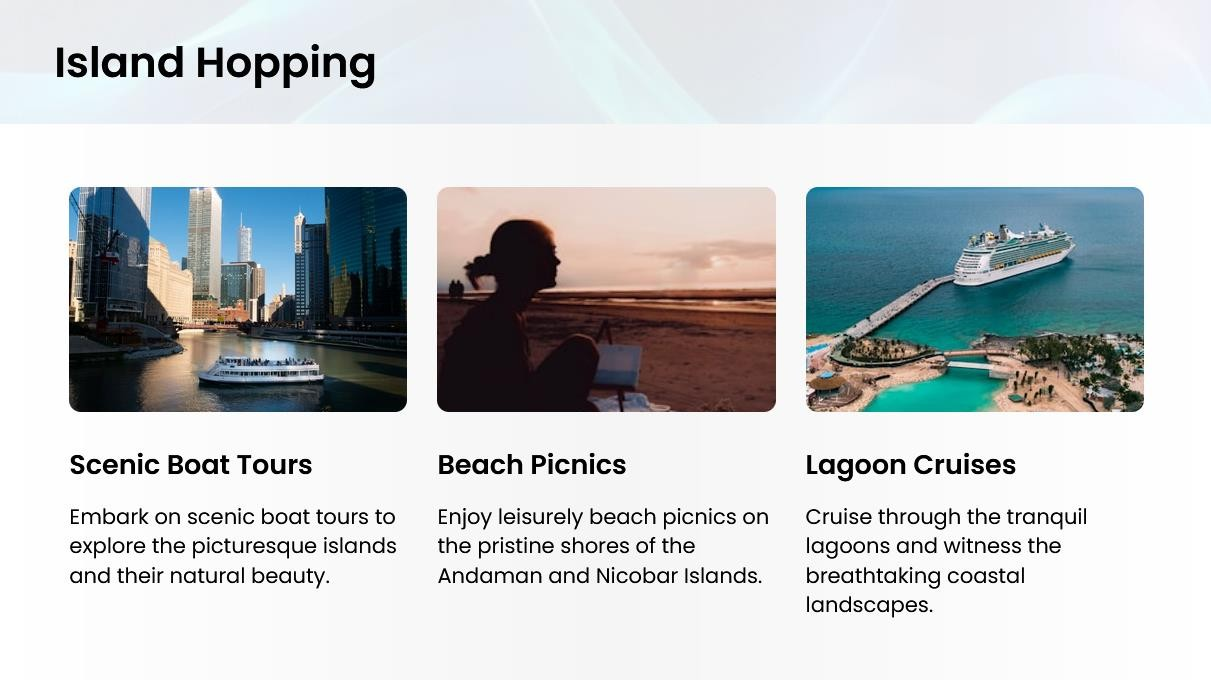 Island Hopping
Scenic Boat Tours
Embark on scenic boat tours to
explore the picturesque islands
and their natural beauty.
Beach Picnics
Enjoy leisurely beach picnics on
the pristine shores of the
Andaman and Nicobar Islands.
Lagoon Cruises
Cruise through the tranquil
lagoons and witness the
breathtaking coastal
landscapes.